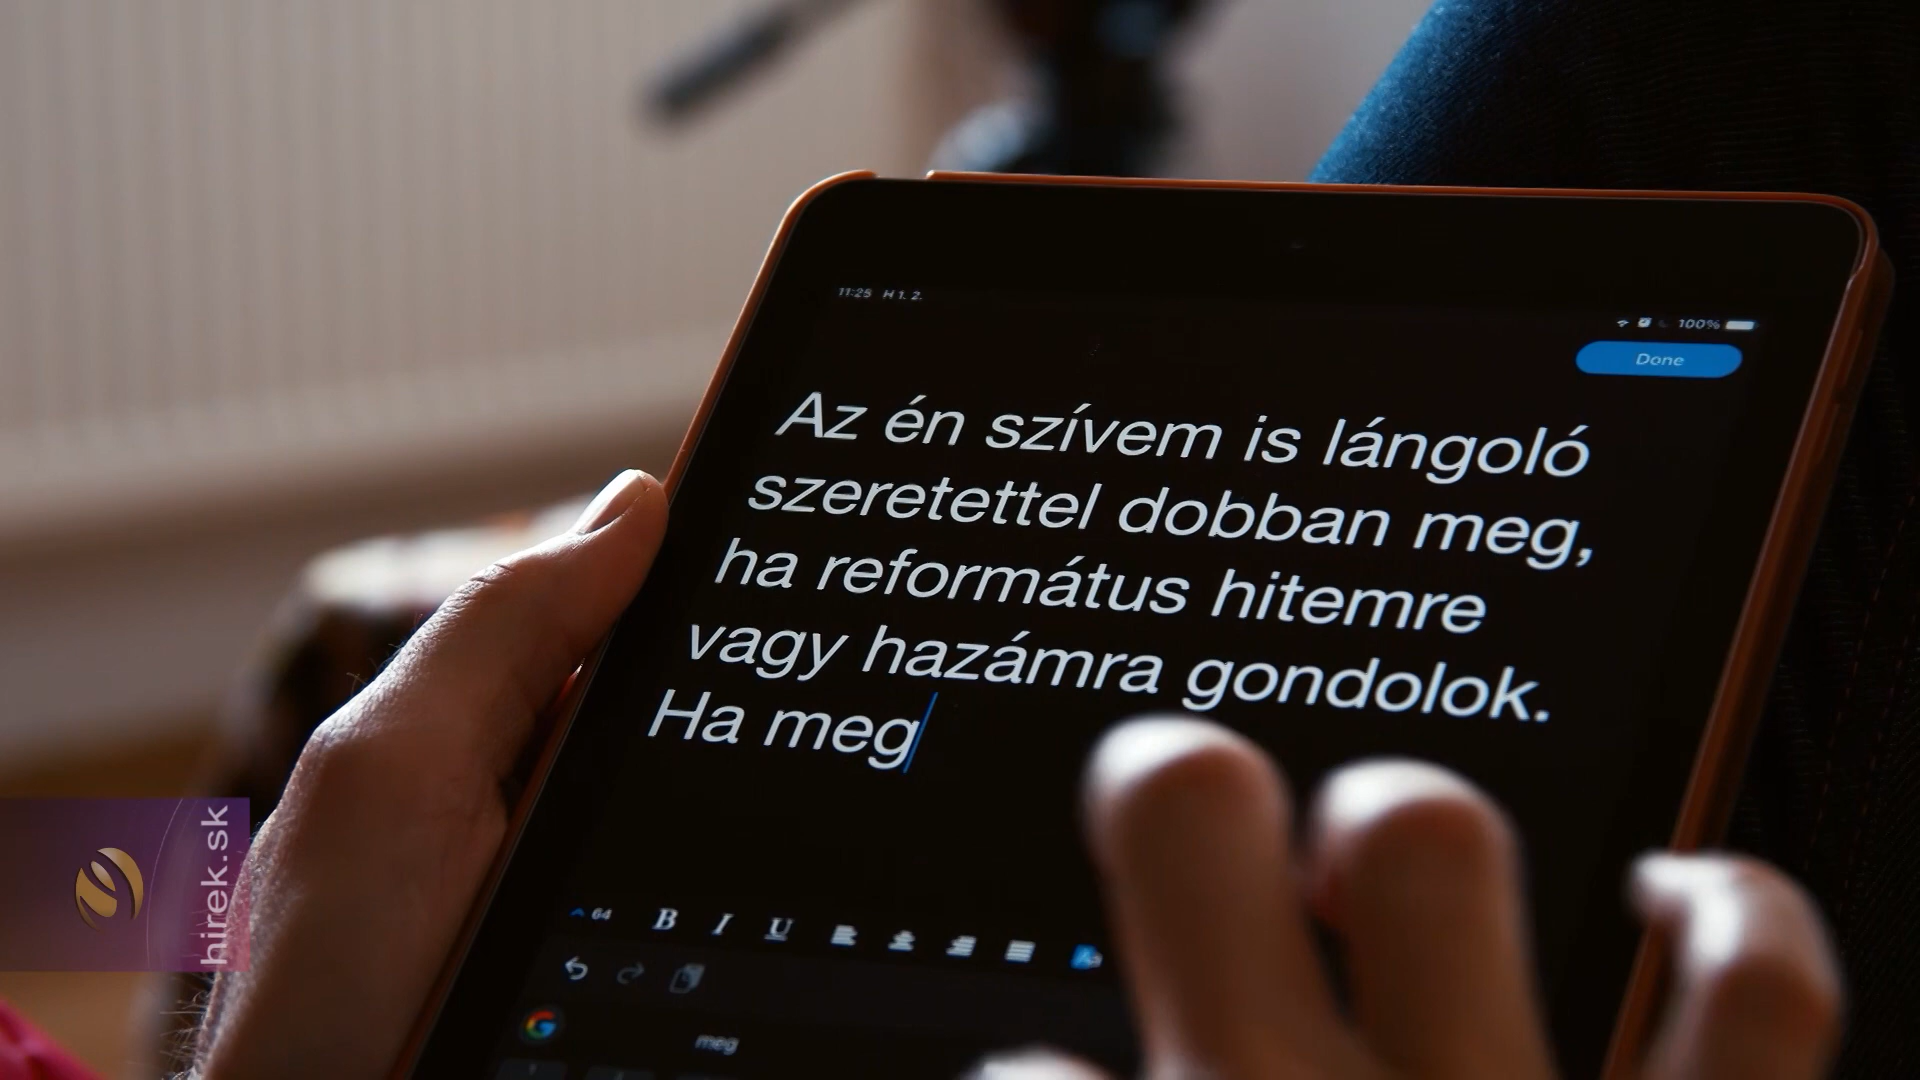 11:25 H 1. 2.
100%
Done
Az én szívem is lángoló
szeretettel dobban meg,
ha református hitemre
vagy hazámra gondolok.
Ha meg
64 B I U
meg
hirek.sk